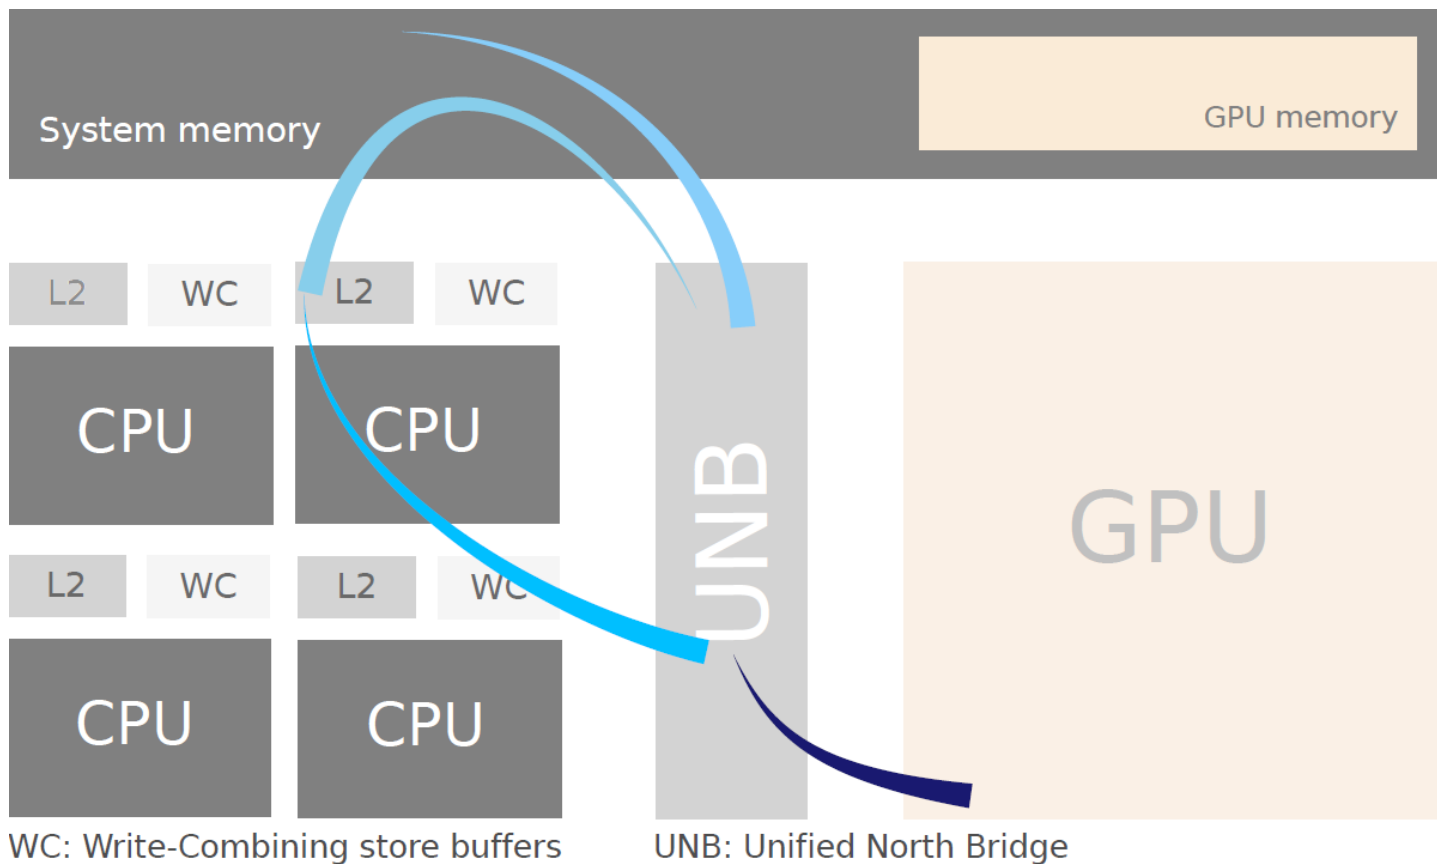 System memory
GPU memory
L2
WC
L2
WC
CPU
CPU
UNB
GPU
L2
WC
L2
WC
CPU
CPU
WC: Write-Combining store buffers
UNB: Unified North Bridge